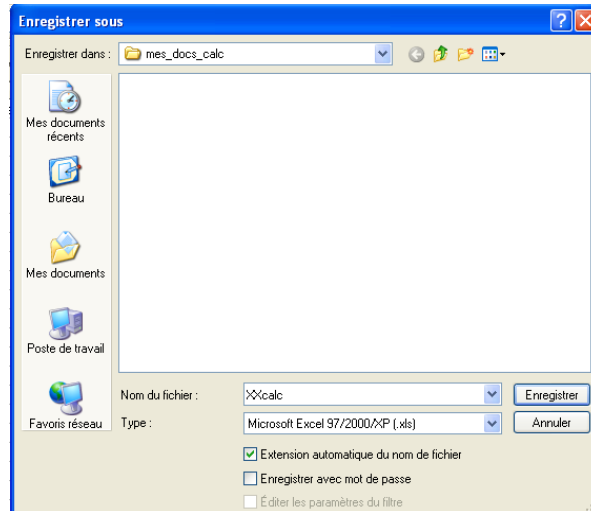 Enregistrer sous
Enregistrer dans :
mes_docs_calc
Mes documents
récents
Bureau
Mes documents
Poste de travail
Favoris réseau
Nom du fichier :
XXcalc
Enregistrer
Type :
Microsoft Excel 97/2000/XP (.xls)
Annuler
Extension automatique du nom de fichier
Enregistrer avec mot de passe
Éditer les paramètres du filtre